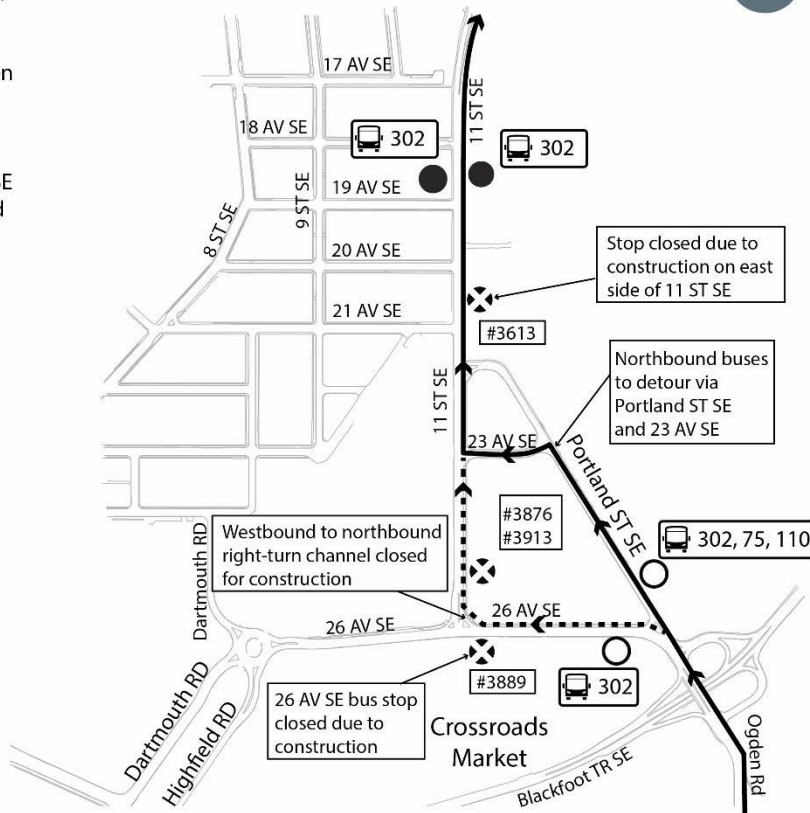 n
E
d
17 AV SE
11 ST SE
18 AV SE
302
302
19 AV SE
9 ST SE
8 ST SE
20 AV SE
Stop closed due to
construction on east
side of 11 ST SE
21 AV SE
#3613
Northbound buses
to detour via
Portland ST SE
and 23 AV SE
11 ST SE
23 AV SE
Portland ST SE
#3876
#3913
Westbound to northbound
right-turn channel closed
for construction
302, 75, 110
Dartmouth RD
26 AV SE
26 AV SE
#3889
302
26 AV SE bus stop
closed due to
construction
Dartmouth RD
Highfield RD
Crossroads
Market
Blackfoot TR SE
Ogden Rd